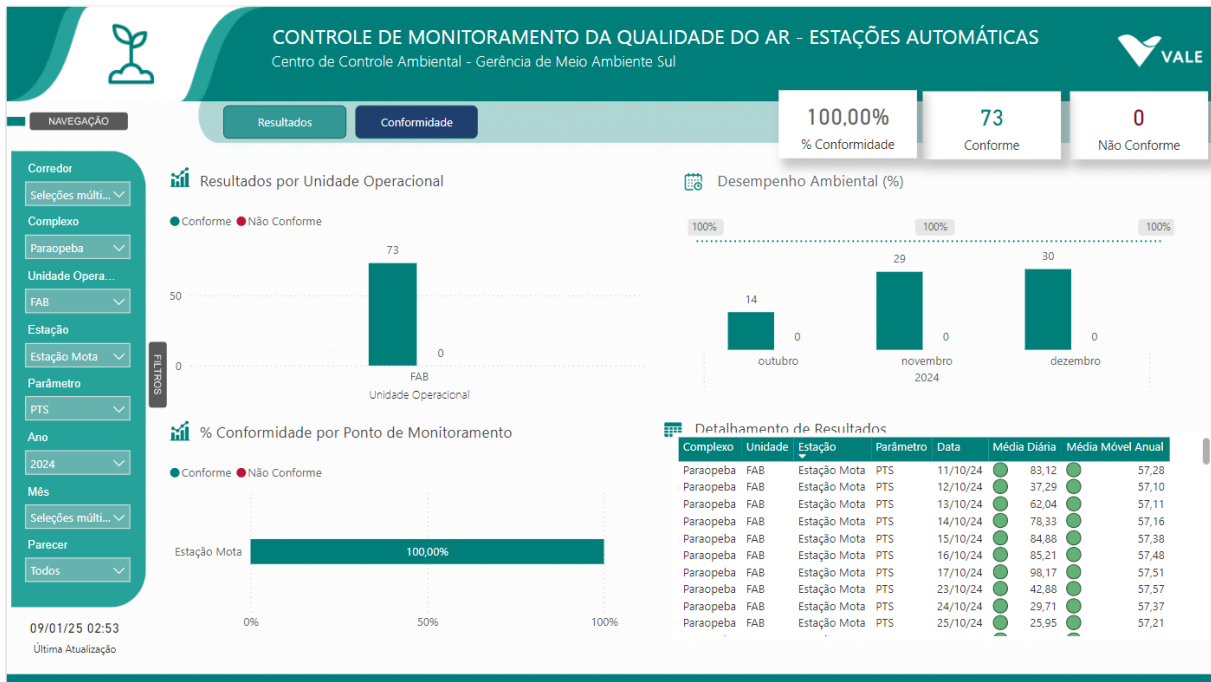 CONTROLE DE MONITORAMENTO DA QUALIDADE DO AR - ESTAÇÕES AUTOMÁTICAS
Centro de Controle Ambiental - Gerência de Meio Ambiente Sul
VALE
NAVEGAÇÃO
Resultados
Conformidade
100,00%
% Conformidade
73
Conforme
0
Não Conforme
Corredor
Seleções múlti...
Complexo
Paraopeba
Unidade Opera...
FAB
Estação
Estação Mota
Parâmetro
PTS
Ano
2024
Mês
Seleções múlti...
Parecer
Todos
09/01/25 02:53
Última Atualização
FILTROS
Resultados por Unidade Operacional
Conforme Não Conforme
73
50
0
0
FAB
Unidade Operacional
Desempenho Ambiental (%)
100% 100% 100%
14 0 29 0 30 0
outubro novembro dezembro
2024
% Conformidade por Ponto de Monitoramento
Conforme Não Conforme
Estação Mota 100,00%
0% 50% 100%
Detalhamento de Resultados
Complexo Unidade Estação Parâmetro Data Média Diária Média Móvel Anual
Paraopeba FAB Estação Mota PTS 11/10/24 83,12 57,28
Paraopeba FAB Estação Mota PTS 12/10/24 37,29 57,10
Paraopeba FAB Estação Mota PTS 13/10/24 62,04 57,11
Paraopeba FAB Estação Mota PTS 14/10/24 78,33 57,16
Paraopeba FAB Estação Mota PTS 15/10/24 84,88 57,38
Paraopeba FAB Estação Mota PTS 16/10/24 85,21 57,48
Paraopeba FAB Estação Mota PTS 17/10/24 98,17 57,51
Paraopeba FAB Estação Mota PTS 23/10/24 42,88 57,57
Paraopeba FAB Estação Mota PTS 24/10/24 29,71 57,37
Paraopeba FAB Estação Mota PTS 25/10/24 25,95 57,21